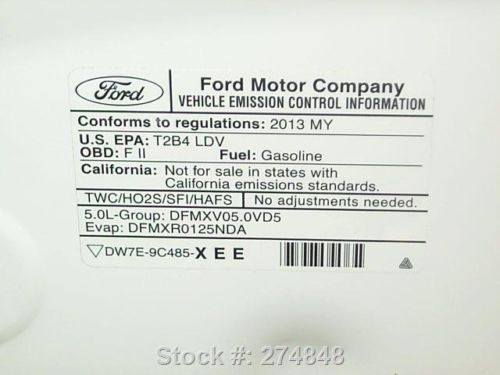 Ford
Ford Motor Company
VEHICLE EMISSION CONTROL INFORMATION
Conforms to regulations: 2013 MY
U.S. EPA: T2B4 LDV
OBD: F II Fuel: Gasoline
California: Not for sale in states with
California emissions standards.
TWC/HO2S/SFI/HAFS No adjustments needed.
5.0L-Group: DFMXV05.0VD5
Evap: DFMXR0125NDA
▽DW7E-9C485-XEE
Stock #: 274848